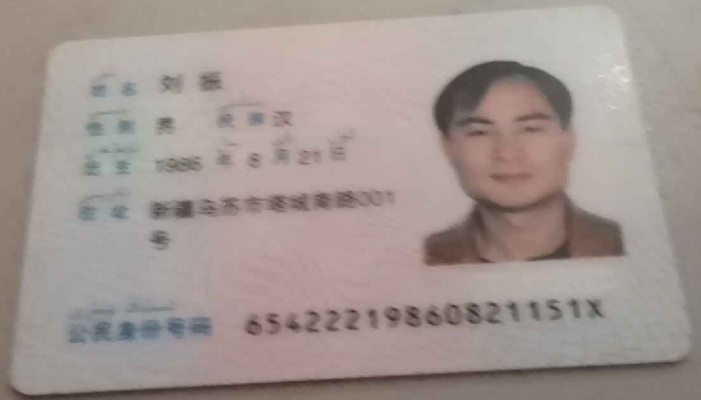 姓名 刘振
性别 男 民族 汉
出生 1986 年 8 月 21 日
住址 新疆乌苏市塔城南路001
号
公民身份号码 65422219860821151X